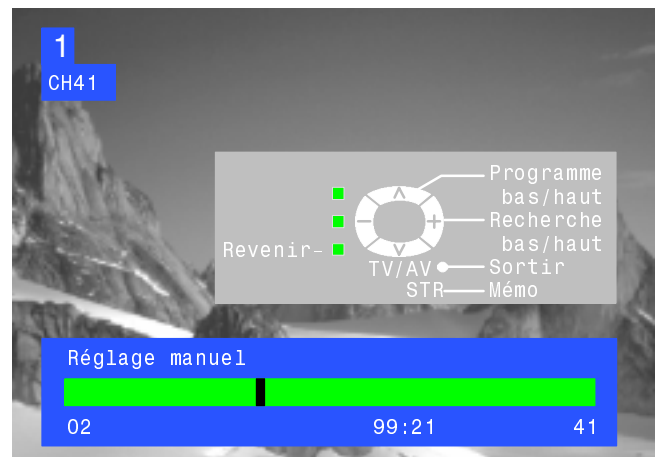 1
CH41
Programme
bas/haut
Recherche
bas/haut
Revenir-
TV/AV
Sortir
STR
Mémo
Réglage manuel
02 99:21 41